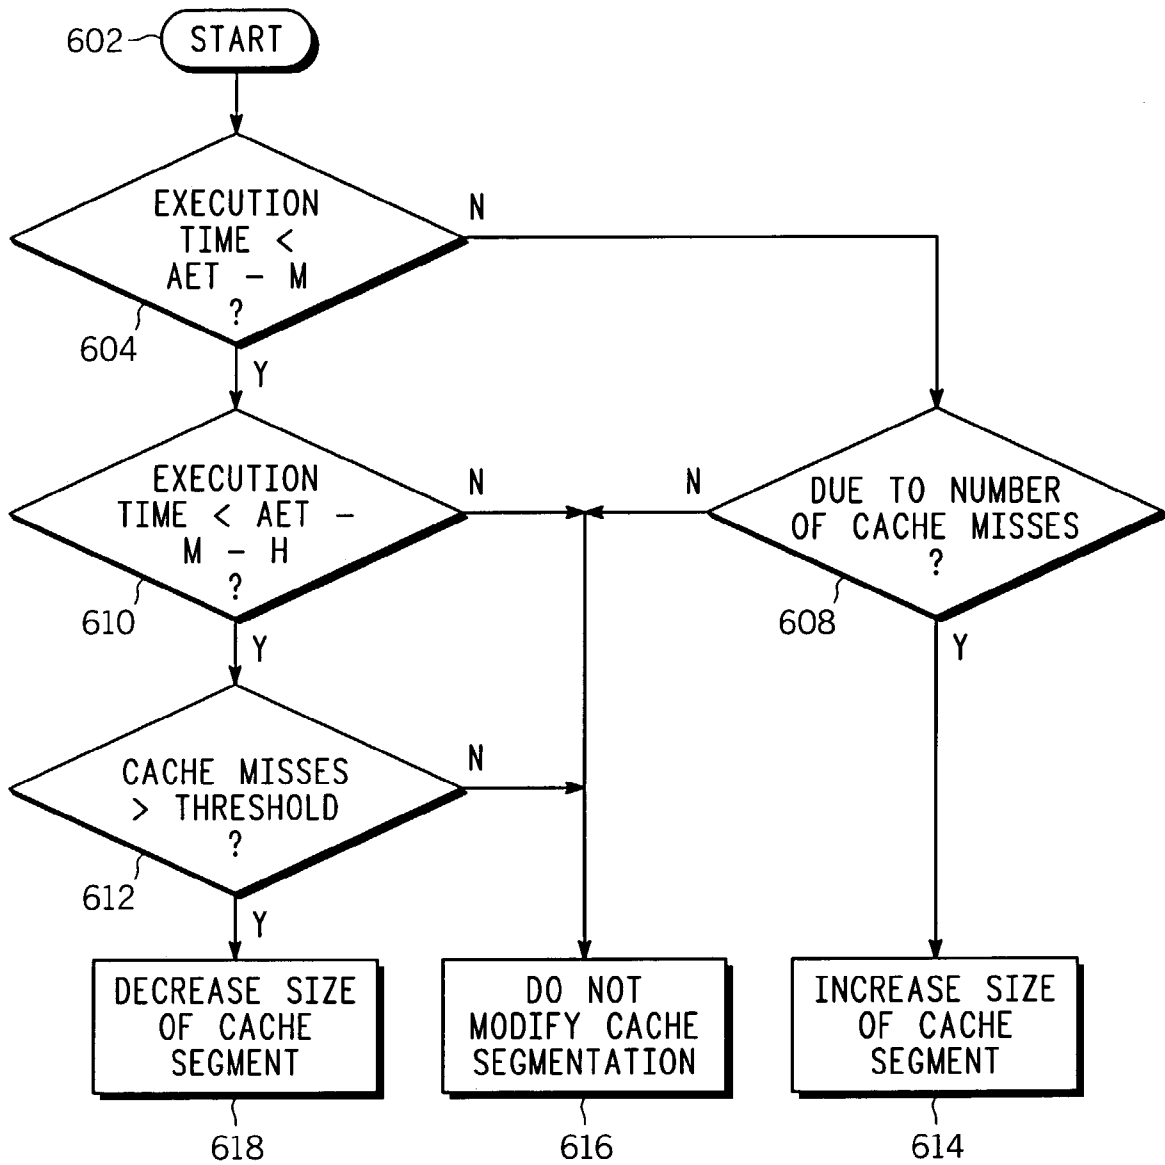 602
START
EXECUTION
TIME <
AET - M
?
N
604
Y
EXECUTION
TIME < AET -
M - H
?
N
610
Y
N
DUE TO NUMBER
OF CACHE MISSES
?
608
Y
CACHE MISSES
> THRESHOLD
?
N
612
Y
DECREASE SIZE
OF CACHE
SEGMENT
618
DO NOT
MODIFY CACHE
SEGMENTATION
616
INCREASE SIZE
OF CACHE
SEGMENT
614